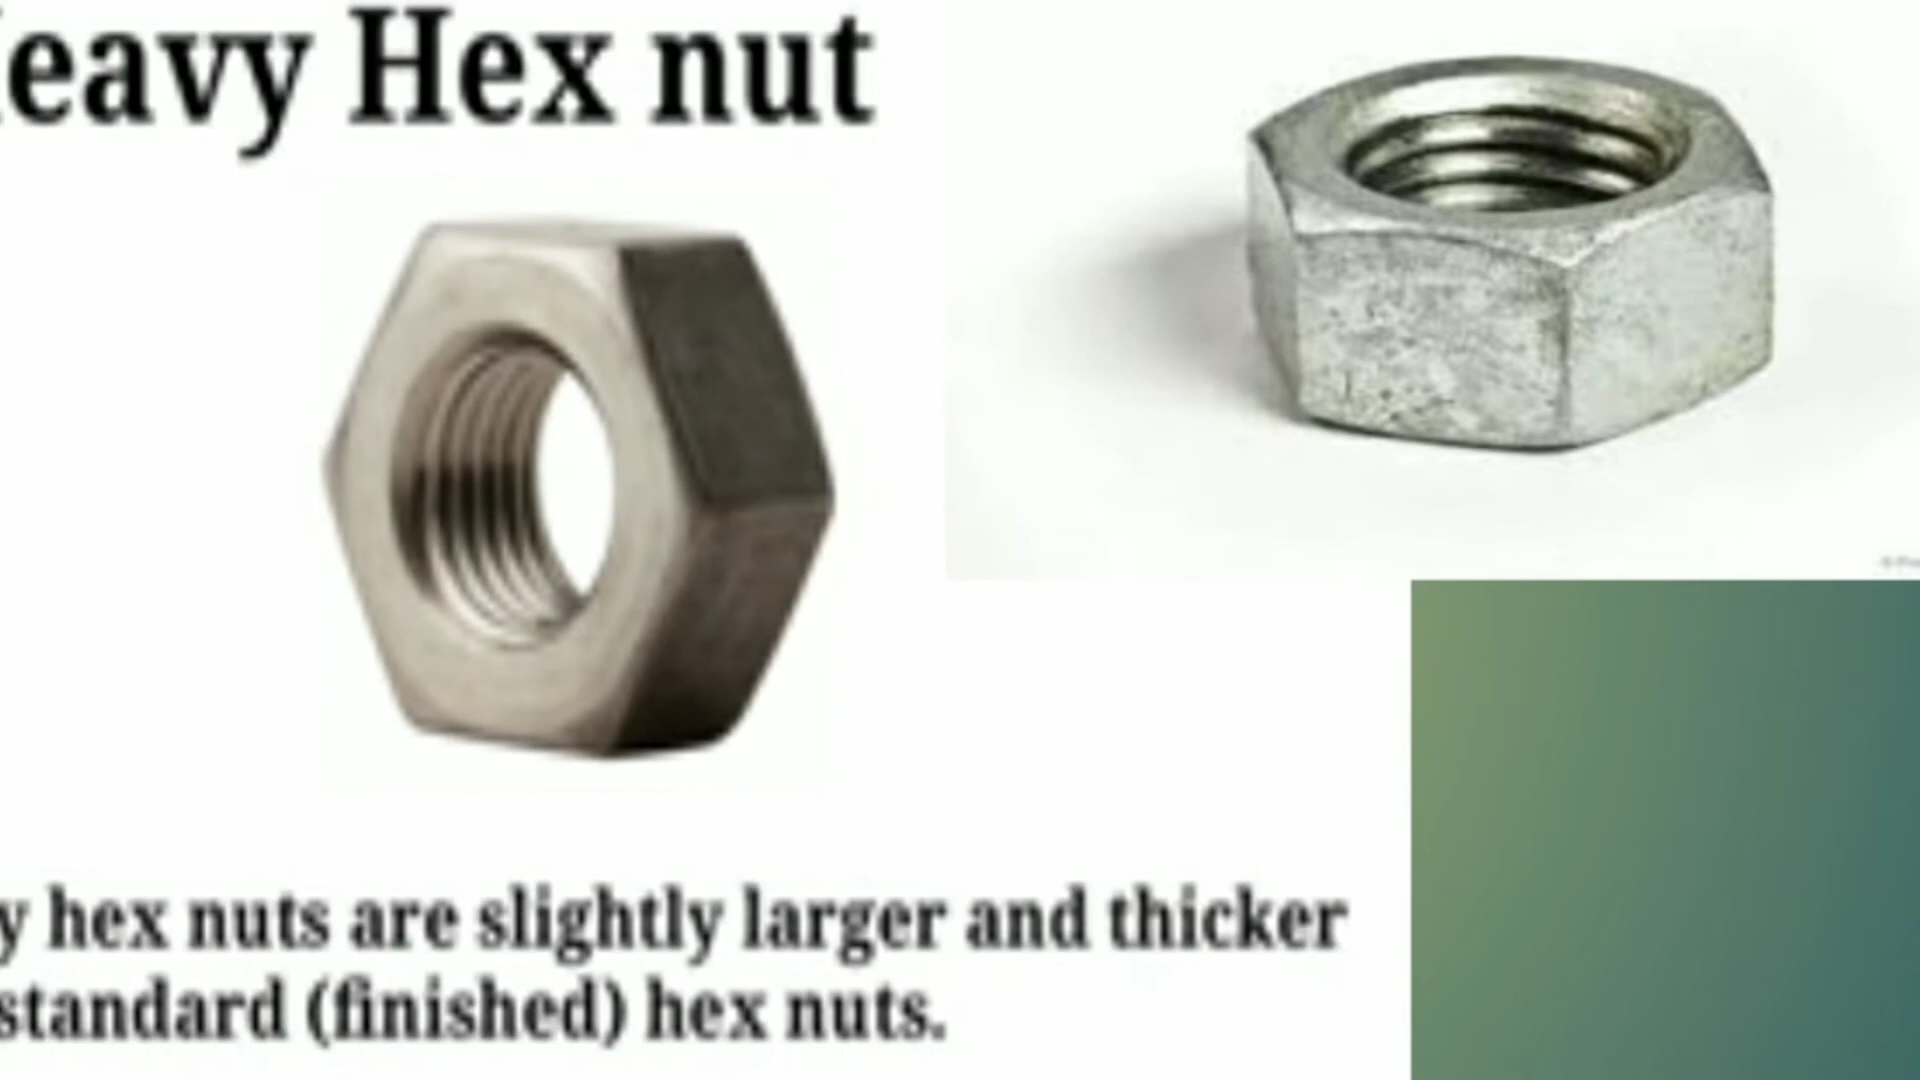 eavy Hex nut
y hex nuts are slightly larger and thicker
standard (finished) hex nuts.